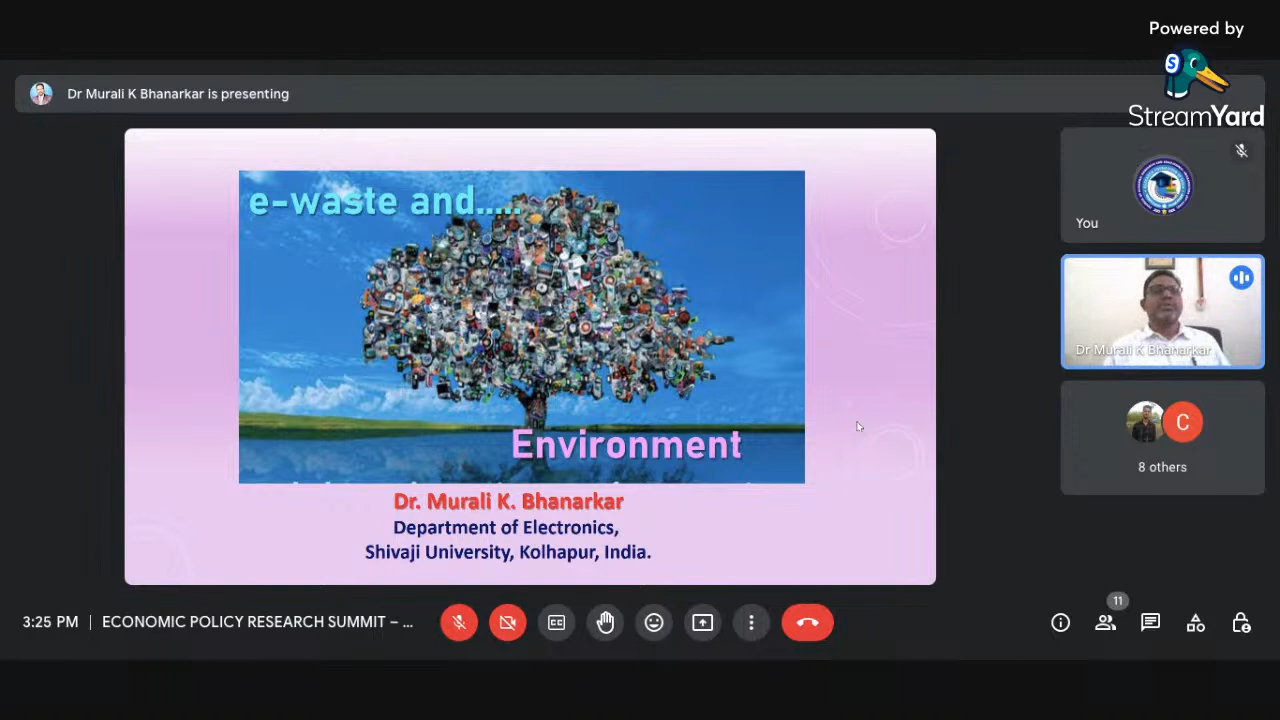 Powered by
StreamYard
Dr Murali K Bhanarkar is presenting
e-waste and.....
Environment
Dr. Murali K. Bhanarkar
Department of Electronics,
Shivaji University, Kolhapur, India.
You
Dr Murali K Bhanarkar
C
8 others
3:25 PM | ECONOMIC POLICY RESEARCH SUMMIT – ...
11